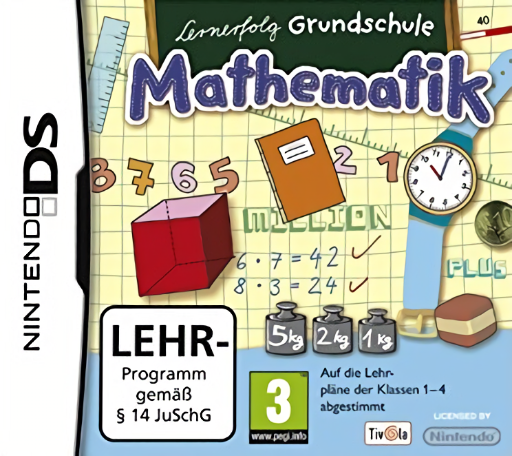 Lernerfolg Grundschule
Mathematik
40
NINTENDO DS
8 7 6 5
2 1
MILLION
6 · 7 = 42 ✓
8 · 3 = 24 ✓
PLUS
10
5kg 2kg 1kg
LEHR-
Programm
gemäß
§ 14 JuSchG
3
www.pegi.info
Auf die Lehr-
pläne der Klassen 1–4
abgestimmt
Tivola
LICENSED BY
Nintendo